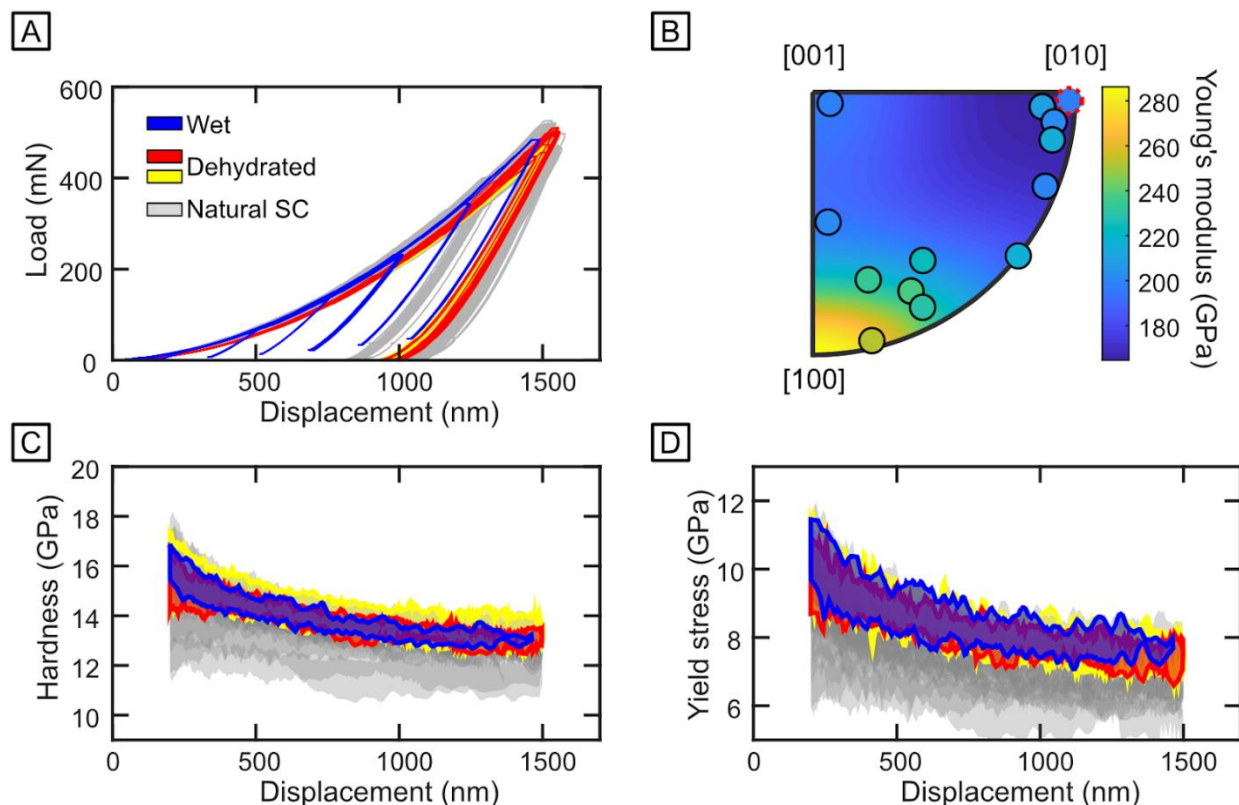 A
600
400
200
0
Load (mN)
Wet
Dehydrated
Natural SC
0 500 1000 1500
Displacement (nm)
B
[001] [010]
[100]
280
260
240
220
200
180
Young's modulus (GPa)
C
20
18
16
14
12
10
Hardness (GPa)
0 500 1000 1500
Displacement (nm)
D
12
10
8
6
Yield stress (GPa)
0 500 1000 1500
Displacement (nm)